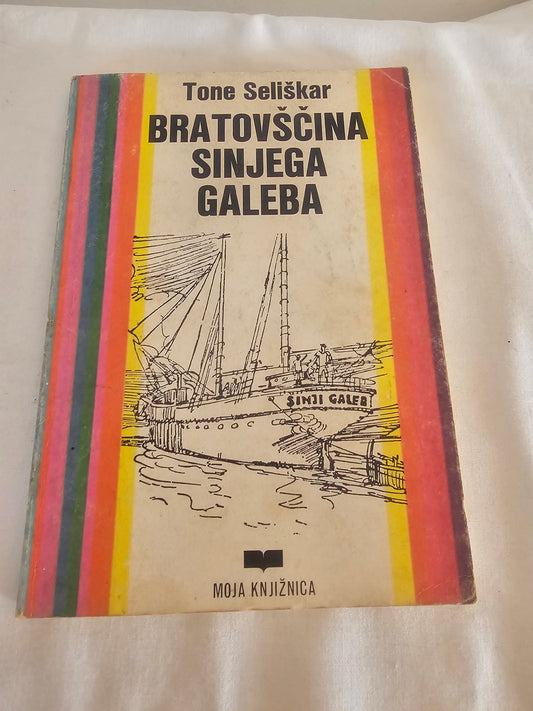 Tone Seliškar
BRATOVŠČINA
SINJEGA
GALEBA
SINJI GALEB
MOJA KNJIŽNICA